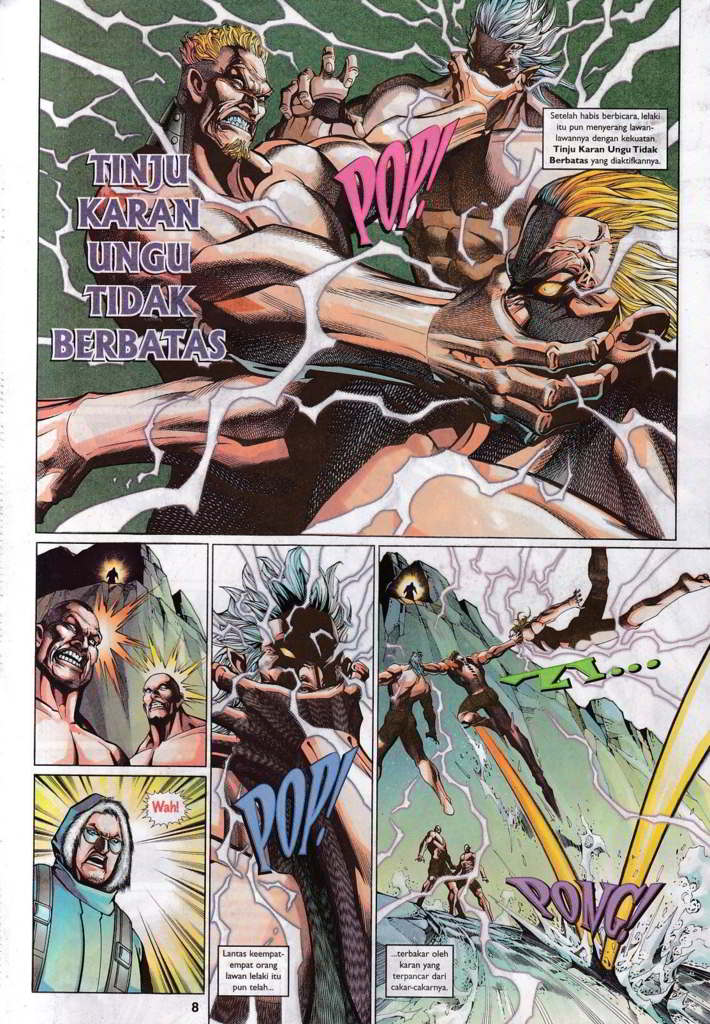 Setelah habis berbicara, lelaki
itu pun menyerang lawan-
lawannya dengan kekuatan
Tinju Karan Ungu Tidak
Berbatas yang diaktifkannya.
POP!
TINJU
KARAN
UNGU
TIDAK
BERBATAS
Wah!
POP!
Lantas keempat-
empat orang
lawan lelaki itu
pun telah...
ZI...
PONG!
...terbakar oleh
karan yang
terpancar dari
cakar-cakarnya.
8